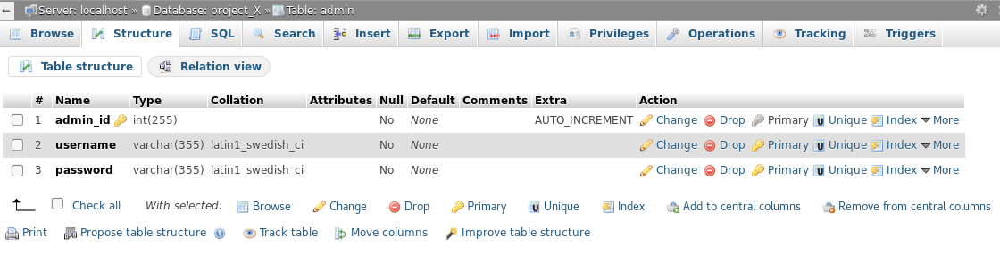 Server: localhost » Database: project_X » Table: admin
Browse Structure SQL Search Insert Export Import Privileges Operations Tracking Triggers
Table structure Relation view
# Name Type Collation Attributes Null Default Comments Extra Action
1 admin_id int(255) No None AUTO_INCREMENT Change Drop Primary Unique Index More
2 username varchar(355) latin1_swedish_ci No None Change Drop Primary Unique Index More
3 password varchar(355) latin1_swedish_ci No None Change Drop Primary Unique Index More
Check all With selected: Browse Change Drop Primary Unique Index Add to central columns Remove from central columns
Print Propose table structure Track table Move columns Improve table structure